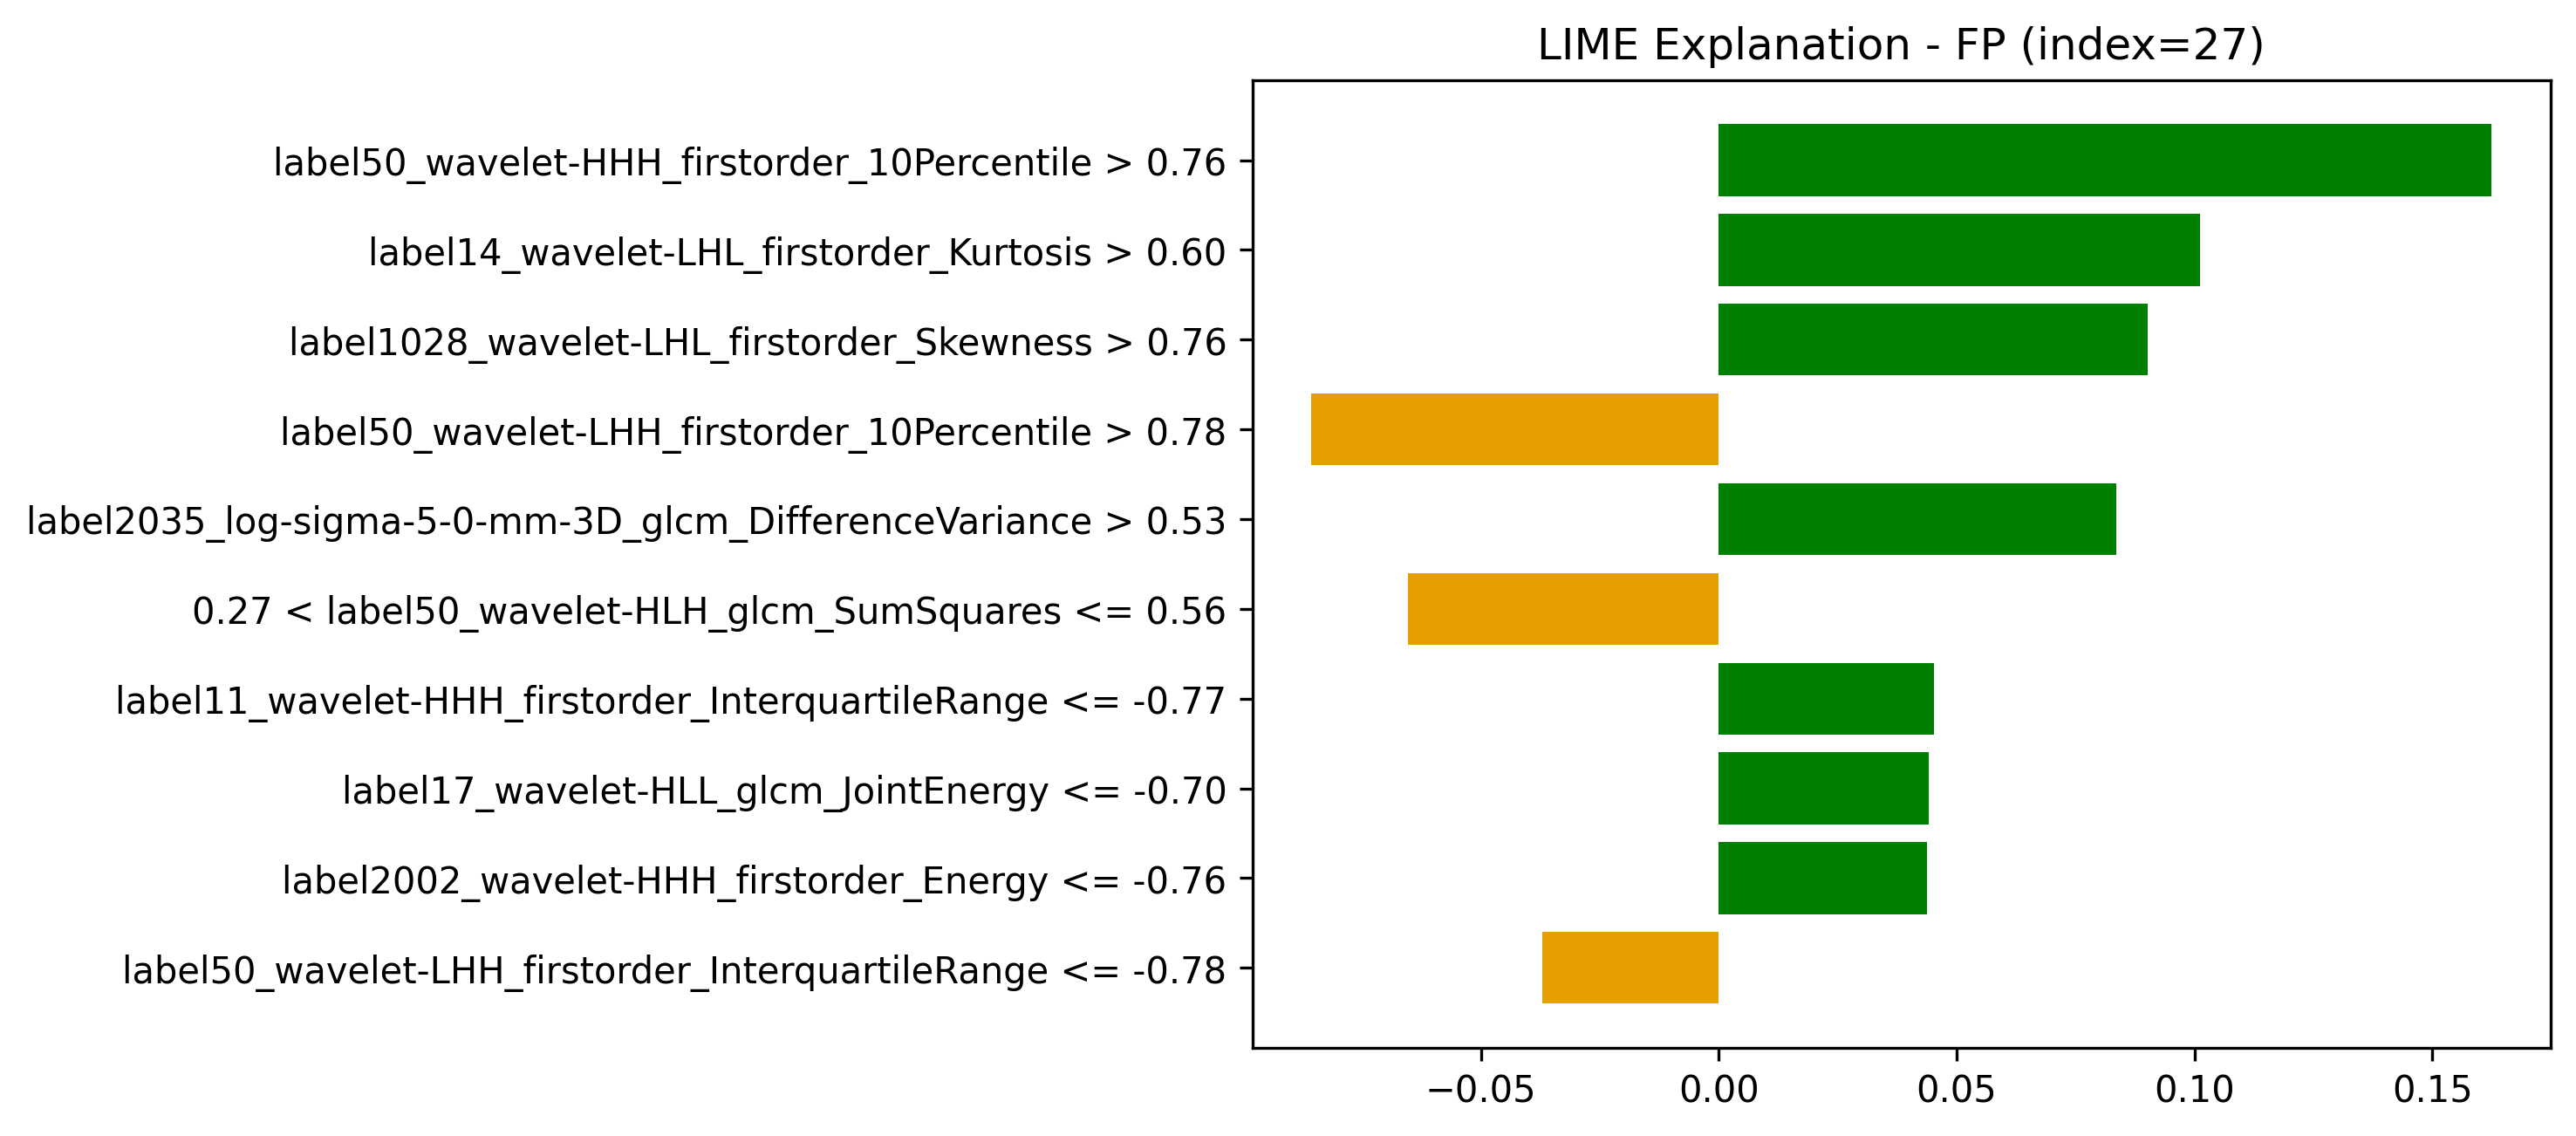 LIME Explanation - FP (index=27)
label50_wavelet-HHH_firstorder_10Percentile > 0.76
label14_wavelet-LHL_firstorder_Kurtosis > 0.60
label1028_wavelet-LHL_firstorder_Skewness > 0.76
label50_wavelet-LHH_firstorder_10Percentile > 0.78
label2035_log-sigma-5-0-mm-3D_glcm_DifferenceVariance > 0.53
0.27 < label50_wavelet-HLH_glcm_SumSquares <= 0.56
label11_wavelet-HHH_firstorder_InterquartileRange <= -0.77
label17_wavelet-HLL_glcm_JointEnergy <= -0.70
label2002_wavelet-HHH_firstorder_Energy <= -0.76
label50_wavelet-LHH_firstorder_InterquartileRange <= -0.78
−0.05 0.00 0.05 0.10 0.15